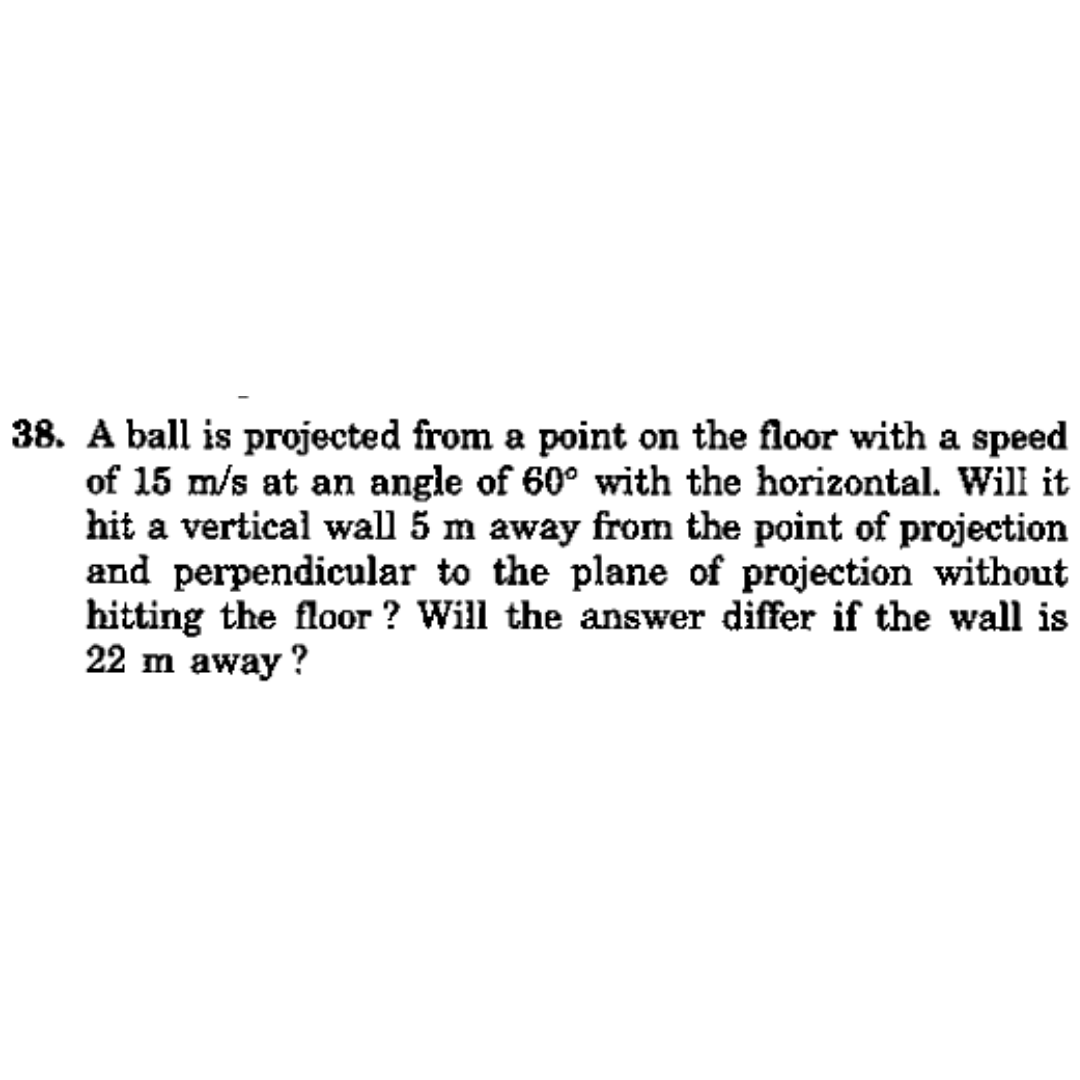 38. A ball is projected from a point on the floor with a speed
of 15 m/s at an angle of 60° with the horizontal. Will it
hit a vertical wall 5 m away from the point of projection
and perpendicular to the plane of projection without
hitting the floor ? Will the answer differ if the wall is
22 m away ?